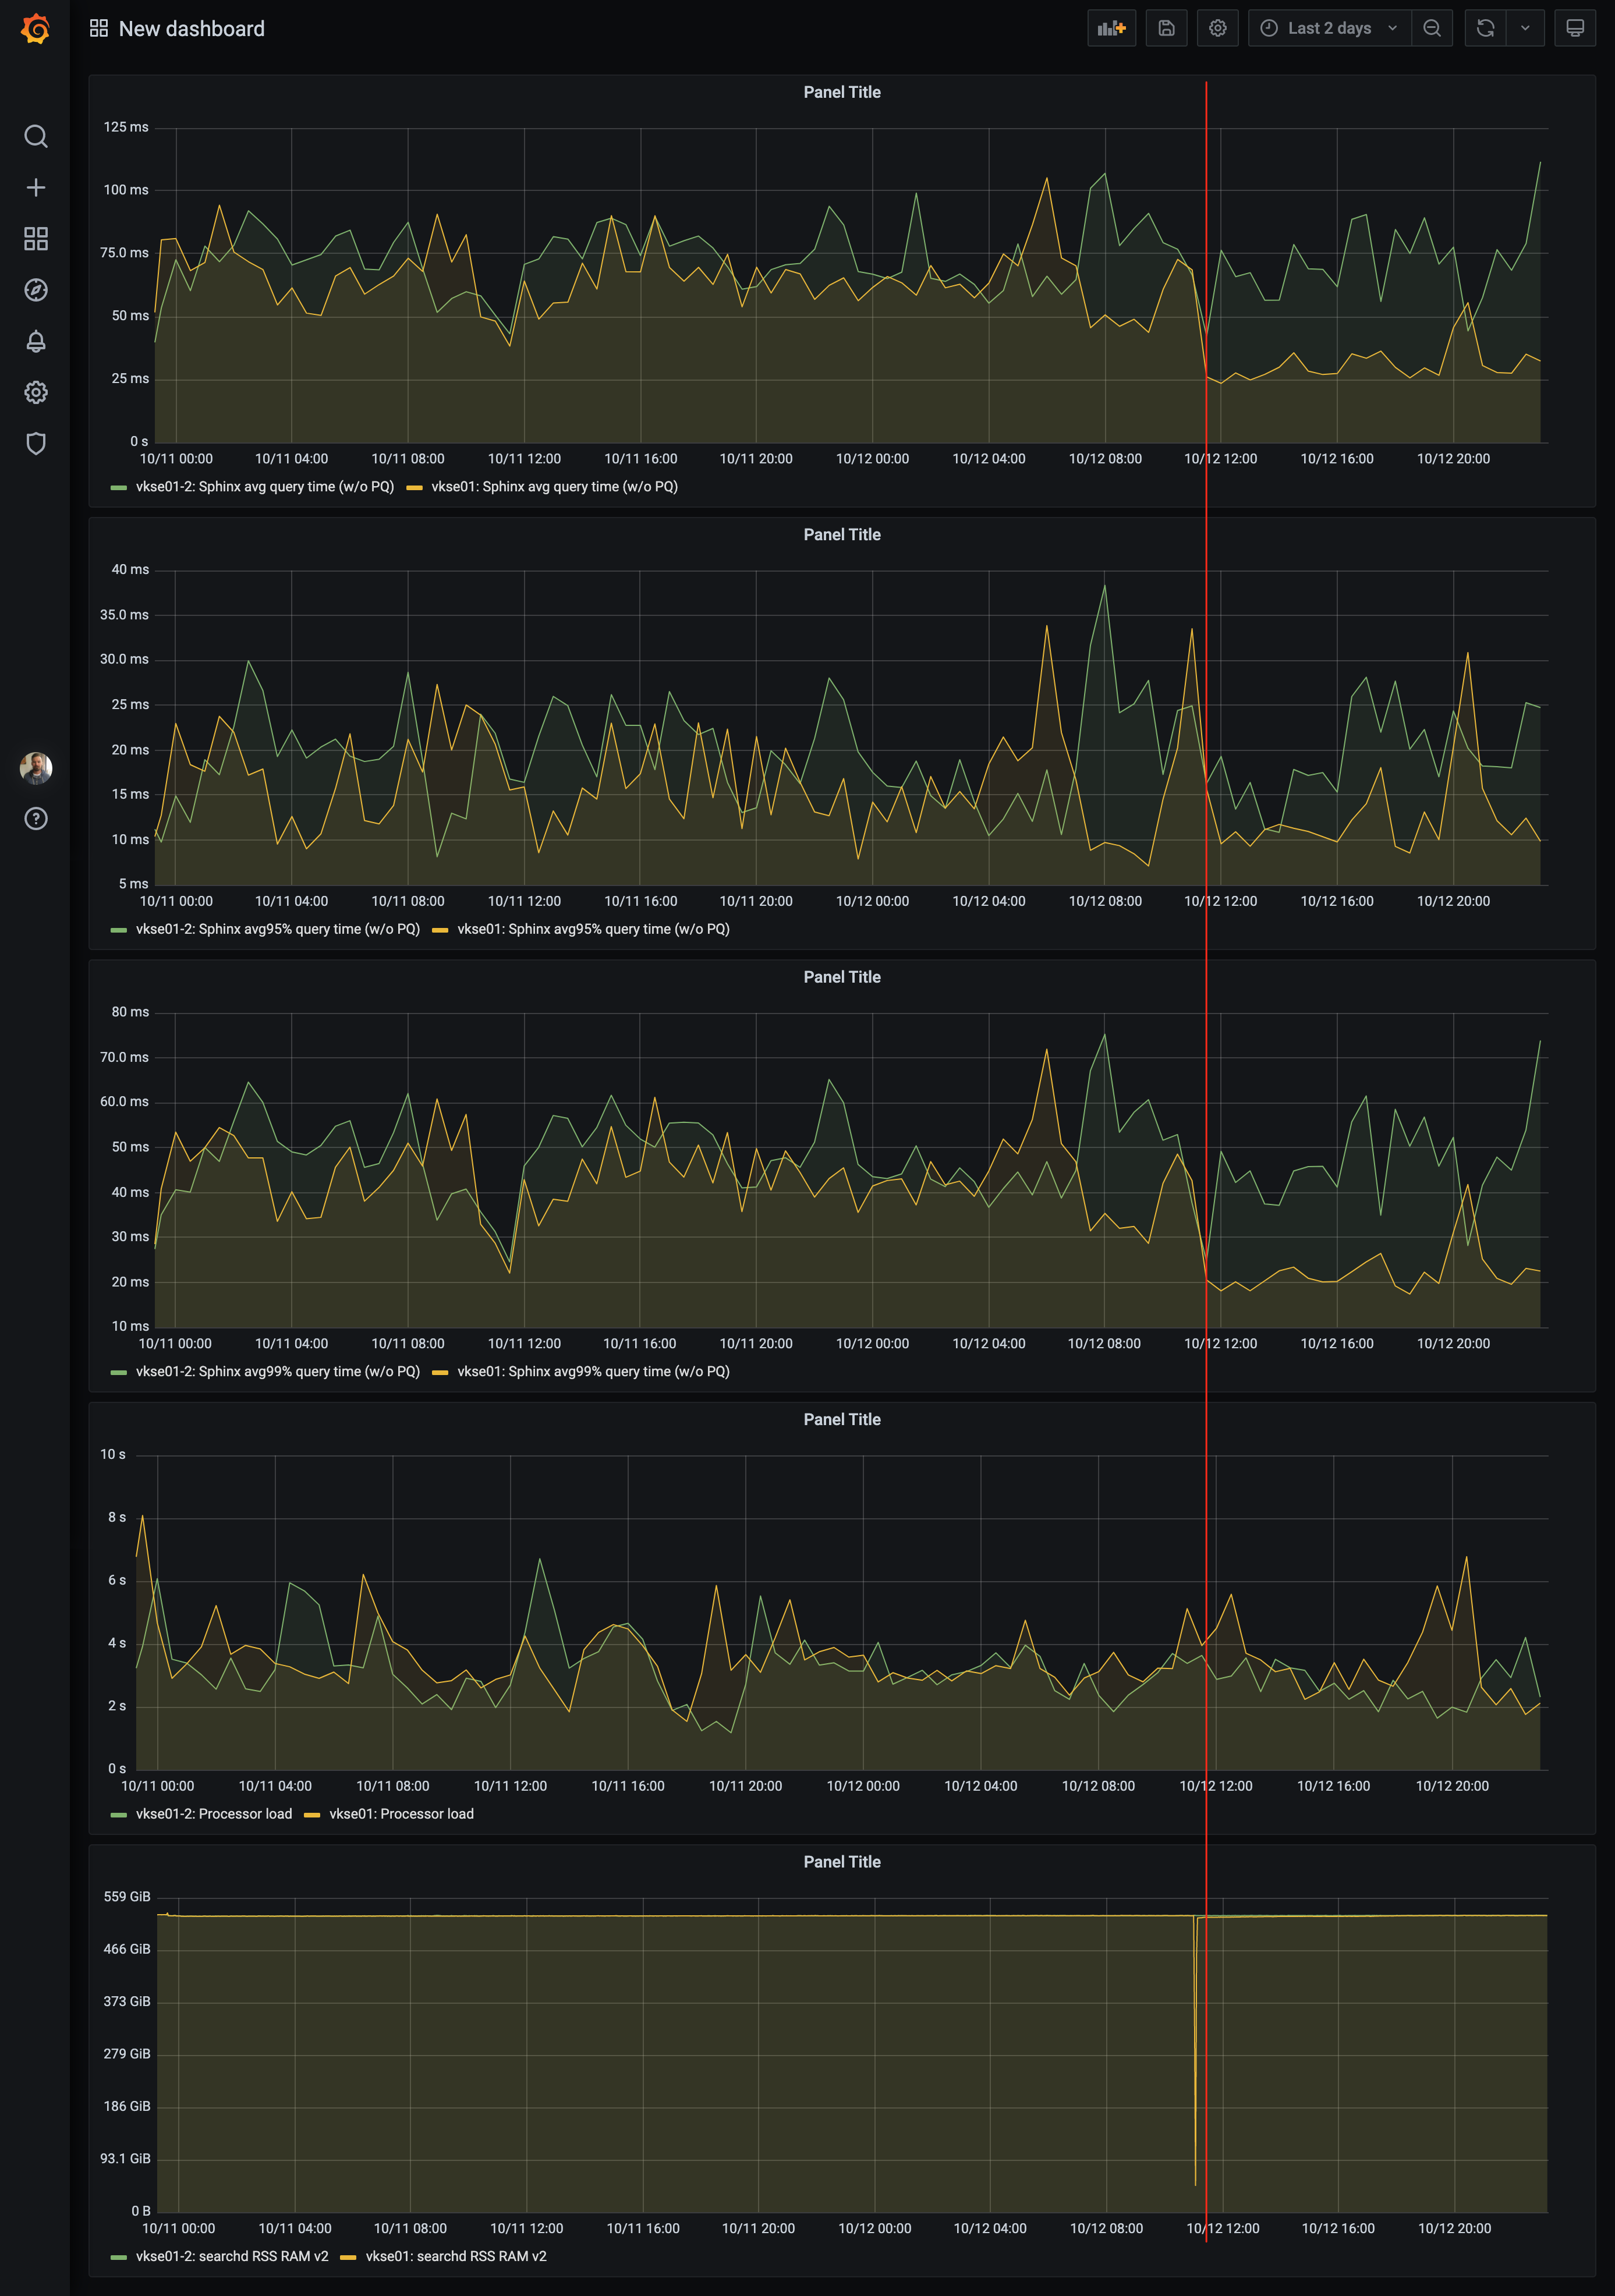 New dashboard
Last 2 days
Panel Title
125 ms
100 ms
75.0 ms
50 ms
25 ms
0 s
10/11 00:00 10/11 04:00 10/11 08:00 10/11 12:00 10/11 16:00 10/11 20:00 10/12 00:00 10/12 04:00 10/12 08:00 10/12 12:00 10/12 16:00 10/12 20:00
vkse01-2: Sphinx avg query time (w/o PQ) vkse01: Sphinx avg query time (w/o PQ)
Panel Title
40 ms
35.0 ms
30.0 ms
25 ms
20 ms
15 ms
10 ms
5 ms
10/11 00:00 10/11 04:00 10/11 08:00 10/11 12:00 10/11 16:00 10/11 20:00 10/12 00:00 10/12 04:00 10/12 08:00 10/12 12:00 10/12 16:00 10/12 20:00
vkse01-2: Sphinx avg95% query time (w/o PQ) vkse01: Sphinx avg95% query time (w/o PQ)
Panel Title
80 ms
70.0 ms
60.0 ms
50 ms
40 ms
30 ms
20 ms
10 ms
10/11 00:00 10/11 04:00 10/11 08:00 10/11 12:00 10/11 16:00 10/11 20:00 10/12 00:00 10/12 04:00 10/12 08:00 10/12 12:00 10/12 16:00 10/12 20:00
vkse01-2: Sphinx avg99% query time (w/o PQ) vkse01: Sphinx avg99% query time (w/o PQ)
Panel Title
10 s
8 s
6 s
4 s
2 s
0 s
10/11 00:00 10/11 04:00 10/11 08:00 10/11 12:00 10/11 16:00 10/11 20:00 10/12 00:00 10/12 04:00 10/12 08:00 10/12 12:00 10/12 16:00 10/12 20:00
vkse01-2: Processor load vkse01: Processor load
Panel Title
559 GiB
466 GiB
373 GiB
279 GiB
186 GiB
93.1 GiB
0 B
10/11 00:00 10/11 04:00 10/11 08:00 10/11 12:00 10/11 16:00 10/11 20:00 10/12 00:00 10/12 04:00 10/12 08:00 10/12 12:00 10/12 16:00 10/12 20:00
vkse01-2: searchd RSS RAM v2 vkse01: searchd RSS RAM v2